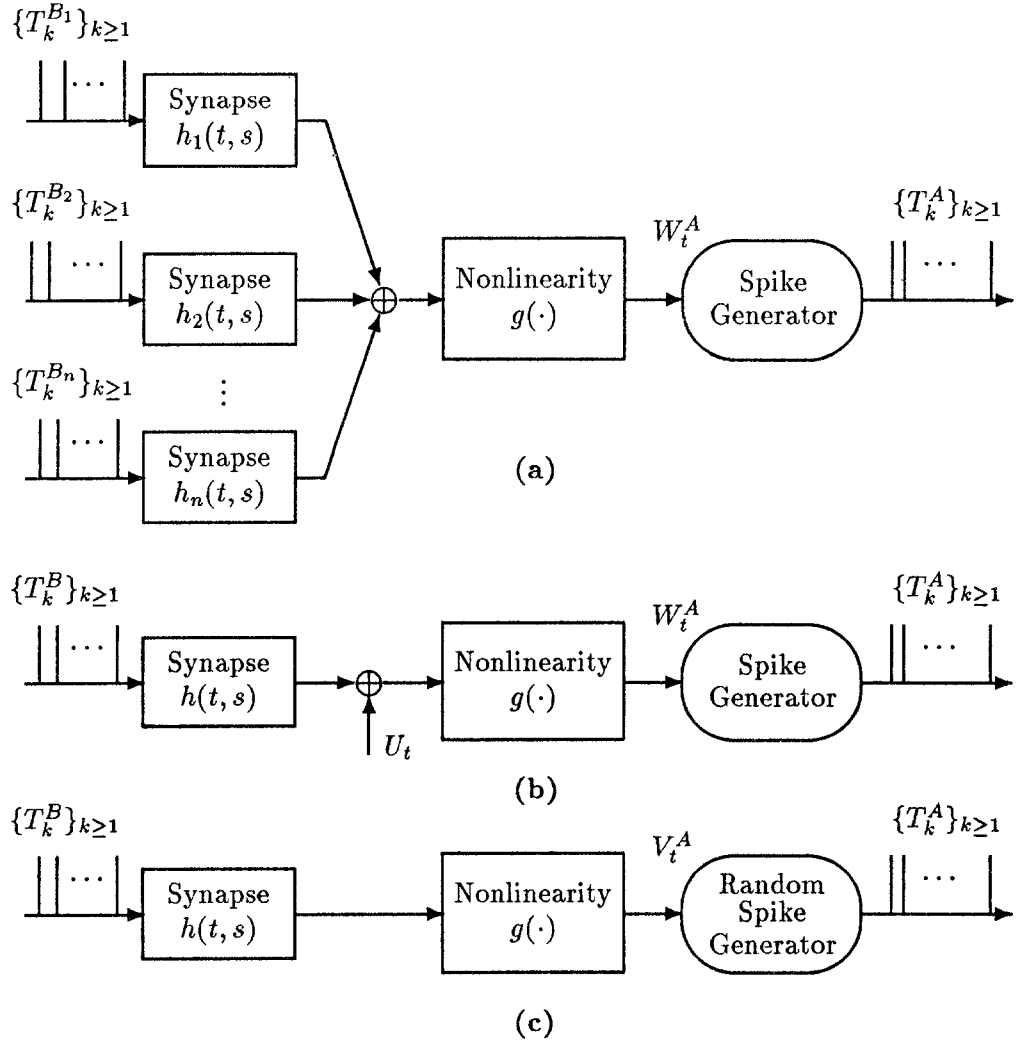 {T_k^{B_1}}_{k≥1}
...
Synapse
h_1(t, s)
{T_k^{B_2}}_{k≥1}
...
Synapse
h_2(t, s)
{T_k^{B_n}}_{k≥1}
...
⋮
Synapse
h_n(t, s)
⊕
Nonlinearity
g(·)
W_t^A
Spike
Generator
{T_k^A}_{k≥1}
...
(a)
{T_k^B}_{k≥1}
...
Synapse
h(t, s)
⊕
U_t
Nonlinearity
g(·)
W_t^A
Spike
Generator
{T_k^A}_{k≥1}
...
(b)
{T_k^B}_{k≥1}
...
Synapse
h(t, s)
Nonlinearity
g(·)
V_t^A
Random
Spike
Generator
{T_k^A}_{k≥1}
...
(c)